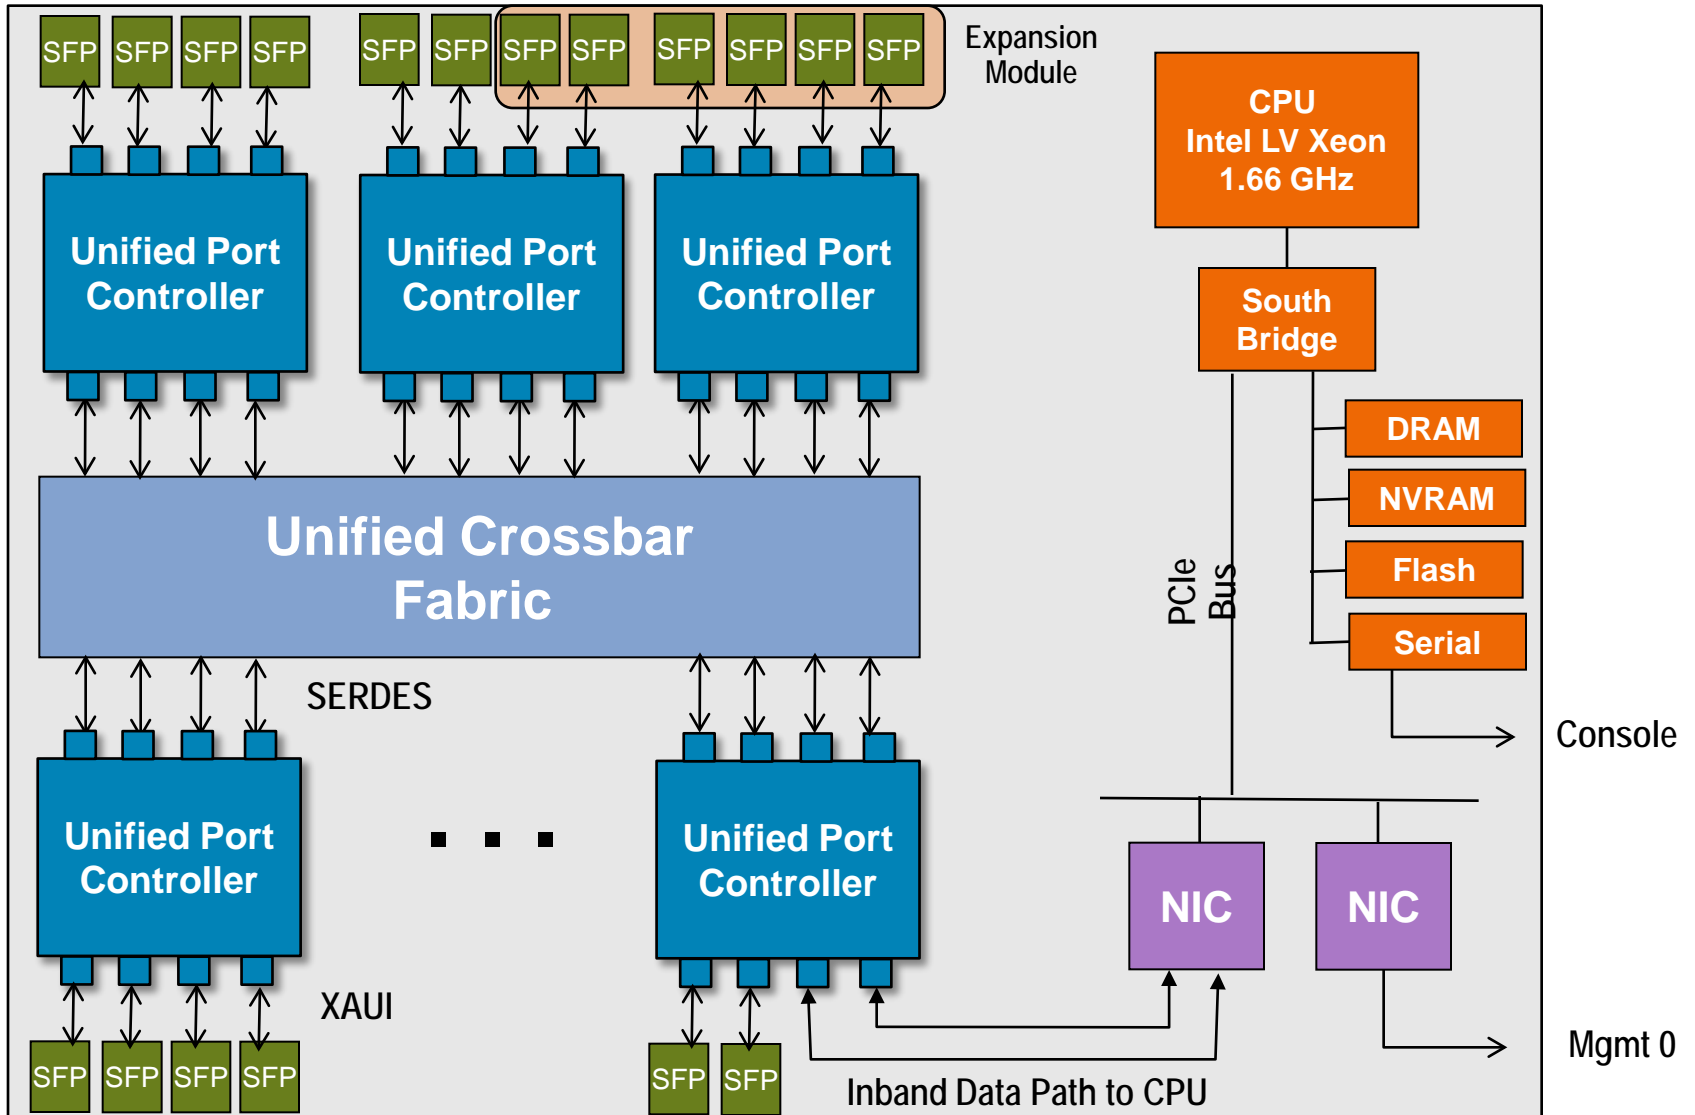 SFP SFP SFP SFP SFP SFP SFP SFP SFP SFP SFP SFP
Expansion
Module
CPU
Intel LV Xeon
1.66 GHz
Unified Port
Controller
Unified Port
Controller
Unified Port
Controller
South
Bridge
DRAM
NVRAM
Flash
Serial
Unified Crossbar
Fabric
PCIe
Bus
SERDES
Console
Unified Port
Controller
. . .
Unified Port
Controller
NIC
NIC
XAUI
Mgmt 0
SFP SFP SFP SFP SFP SFP
Inband Data Path to CPU